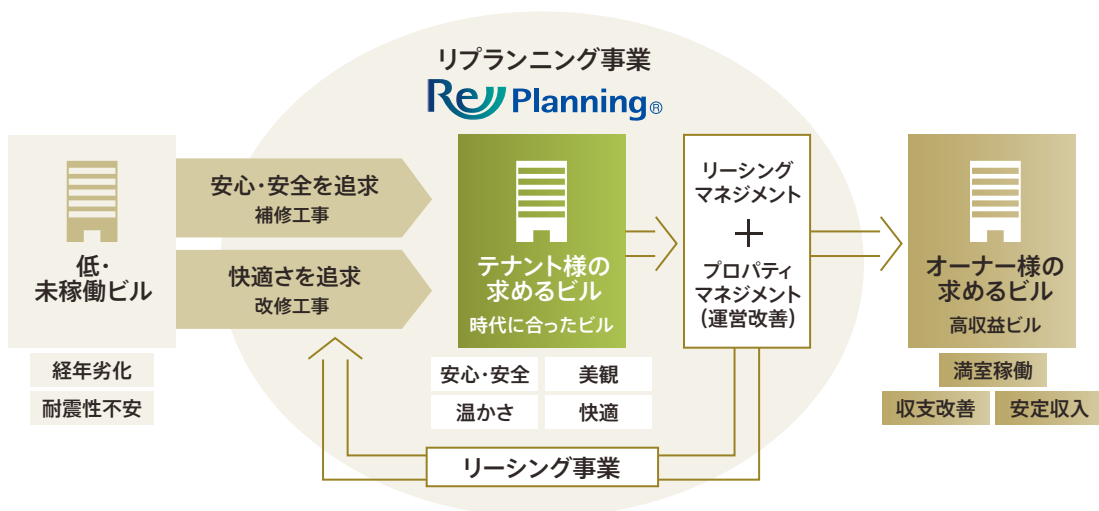 リプランニング事業
Re Planning®
低・
未稼働ビル
経年劣化
耐震性不安
安心・安全を追求
補修工事
快適さを追求
改修工事
テナント様の
求めるビル
時代に合ったビル
安心・安全
美観
温かさ
快適
リーシング
マネジメント
＋
プロパティ
マネジメント
(運営改善)
リーシング事業
オーナー様の
求めるビル
高収益ビル
満室稼働
収支改善
安定収入